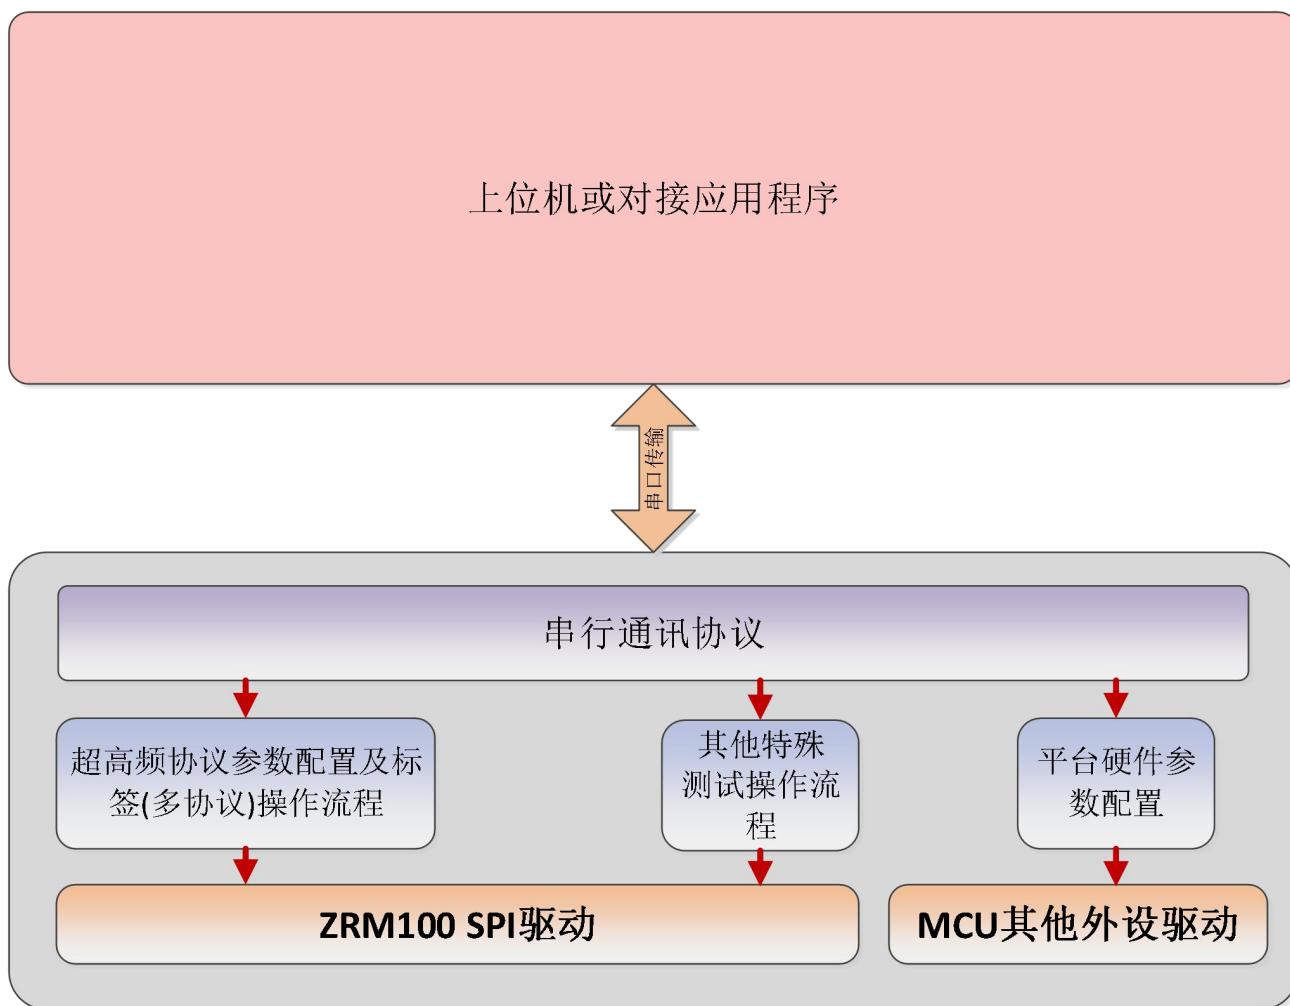 上位机或对接应用程序
串口传输
串行通讯协议
超高频协议参数配置及标
签(多协议)操作流程
其他特殊
测试操作流
程
平台硬件参
数配置
ZRM100 SPI驱动
MCU其他外设驱动